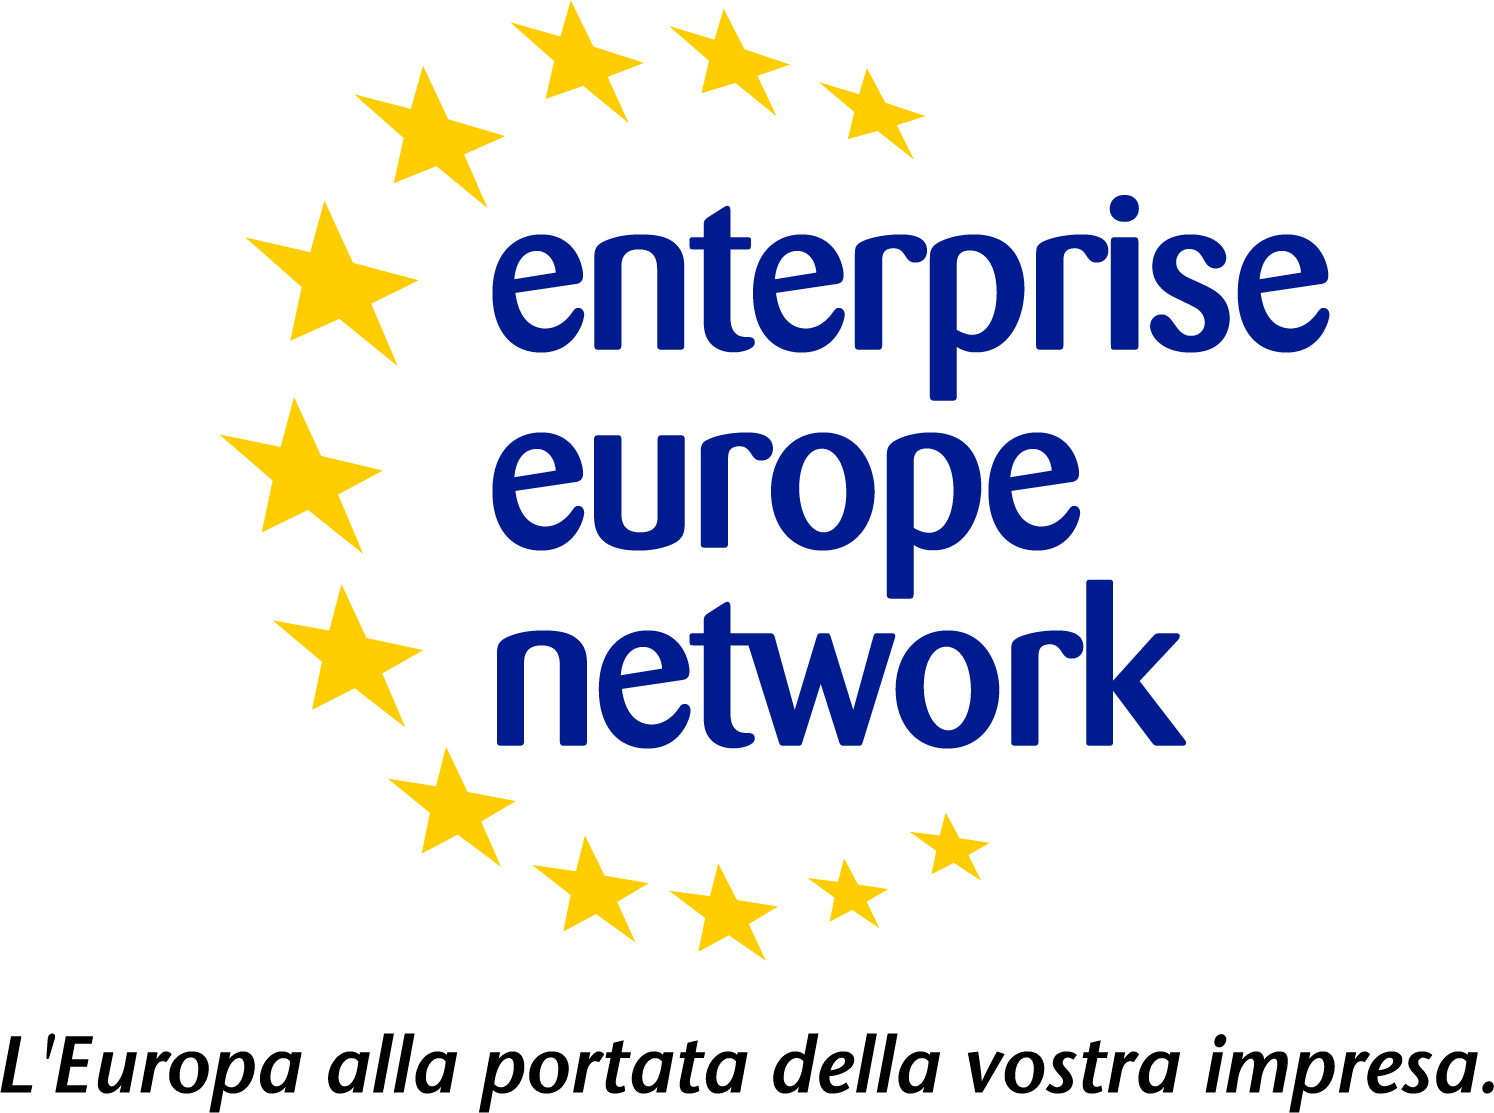 enterprise
europe
network
L'Europa alla portata della vostra impresa.